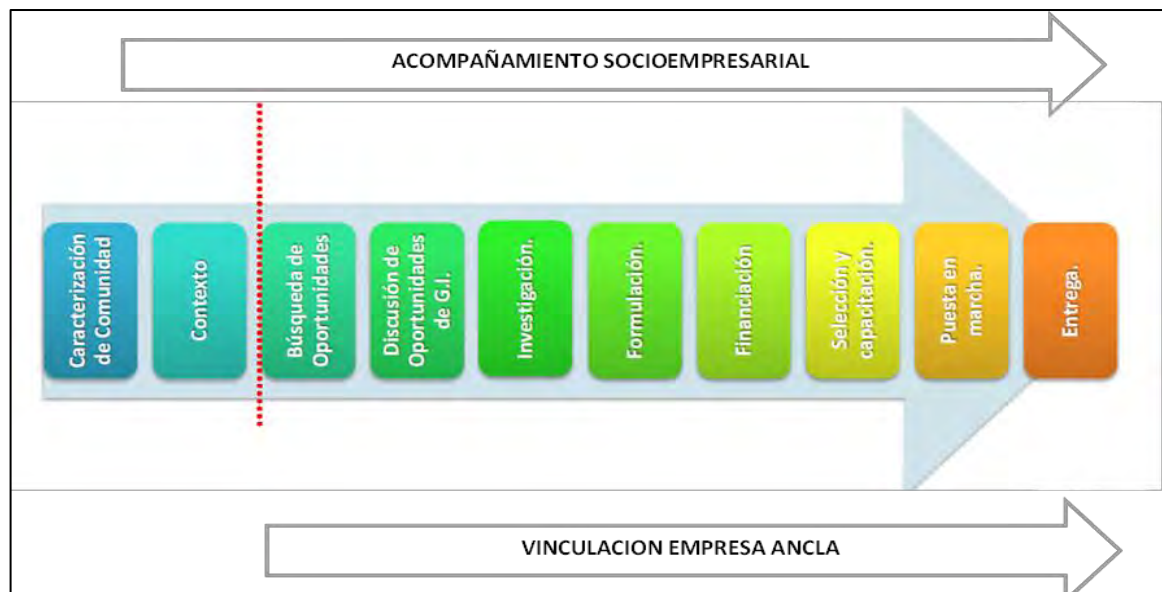 ACOMPAÑAMIENTO SOCIOEMPRESARIAL
Caracterización
de Comunidad
Contexto
Búsqueda de
Oportunidades
Discusión de
Oportunidades
de G.I.
Investigación.
Formulación.
Financiación
Selección y
capacitación.
Puesta en
marcha.
Entrega.
VINCULACION EMPRESA ANCLA